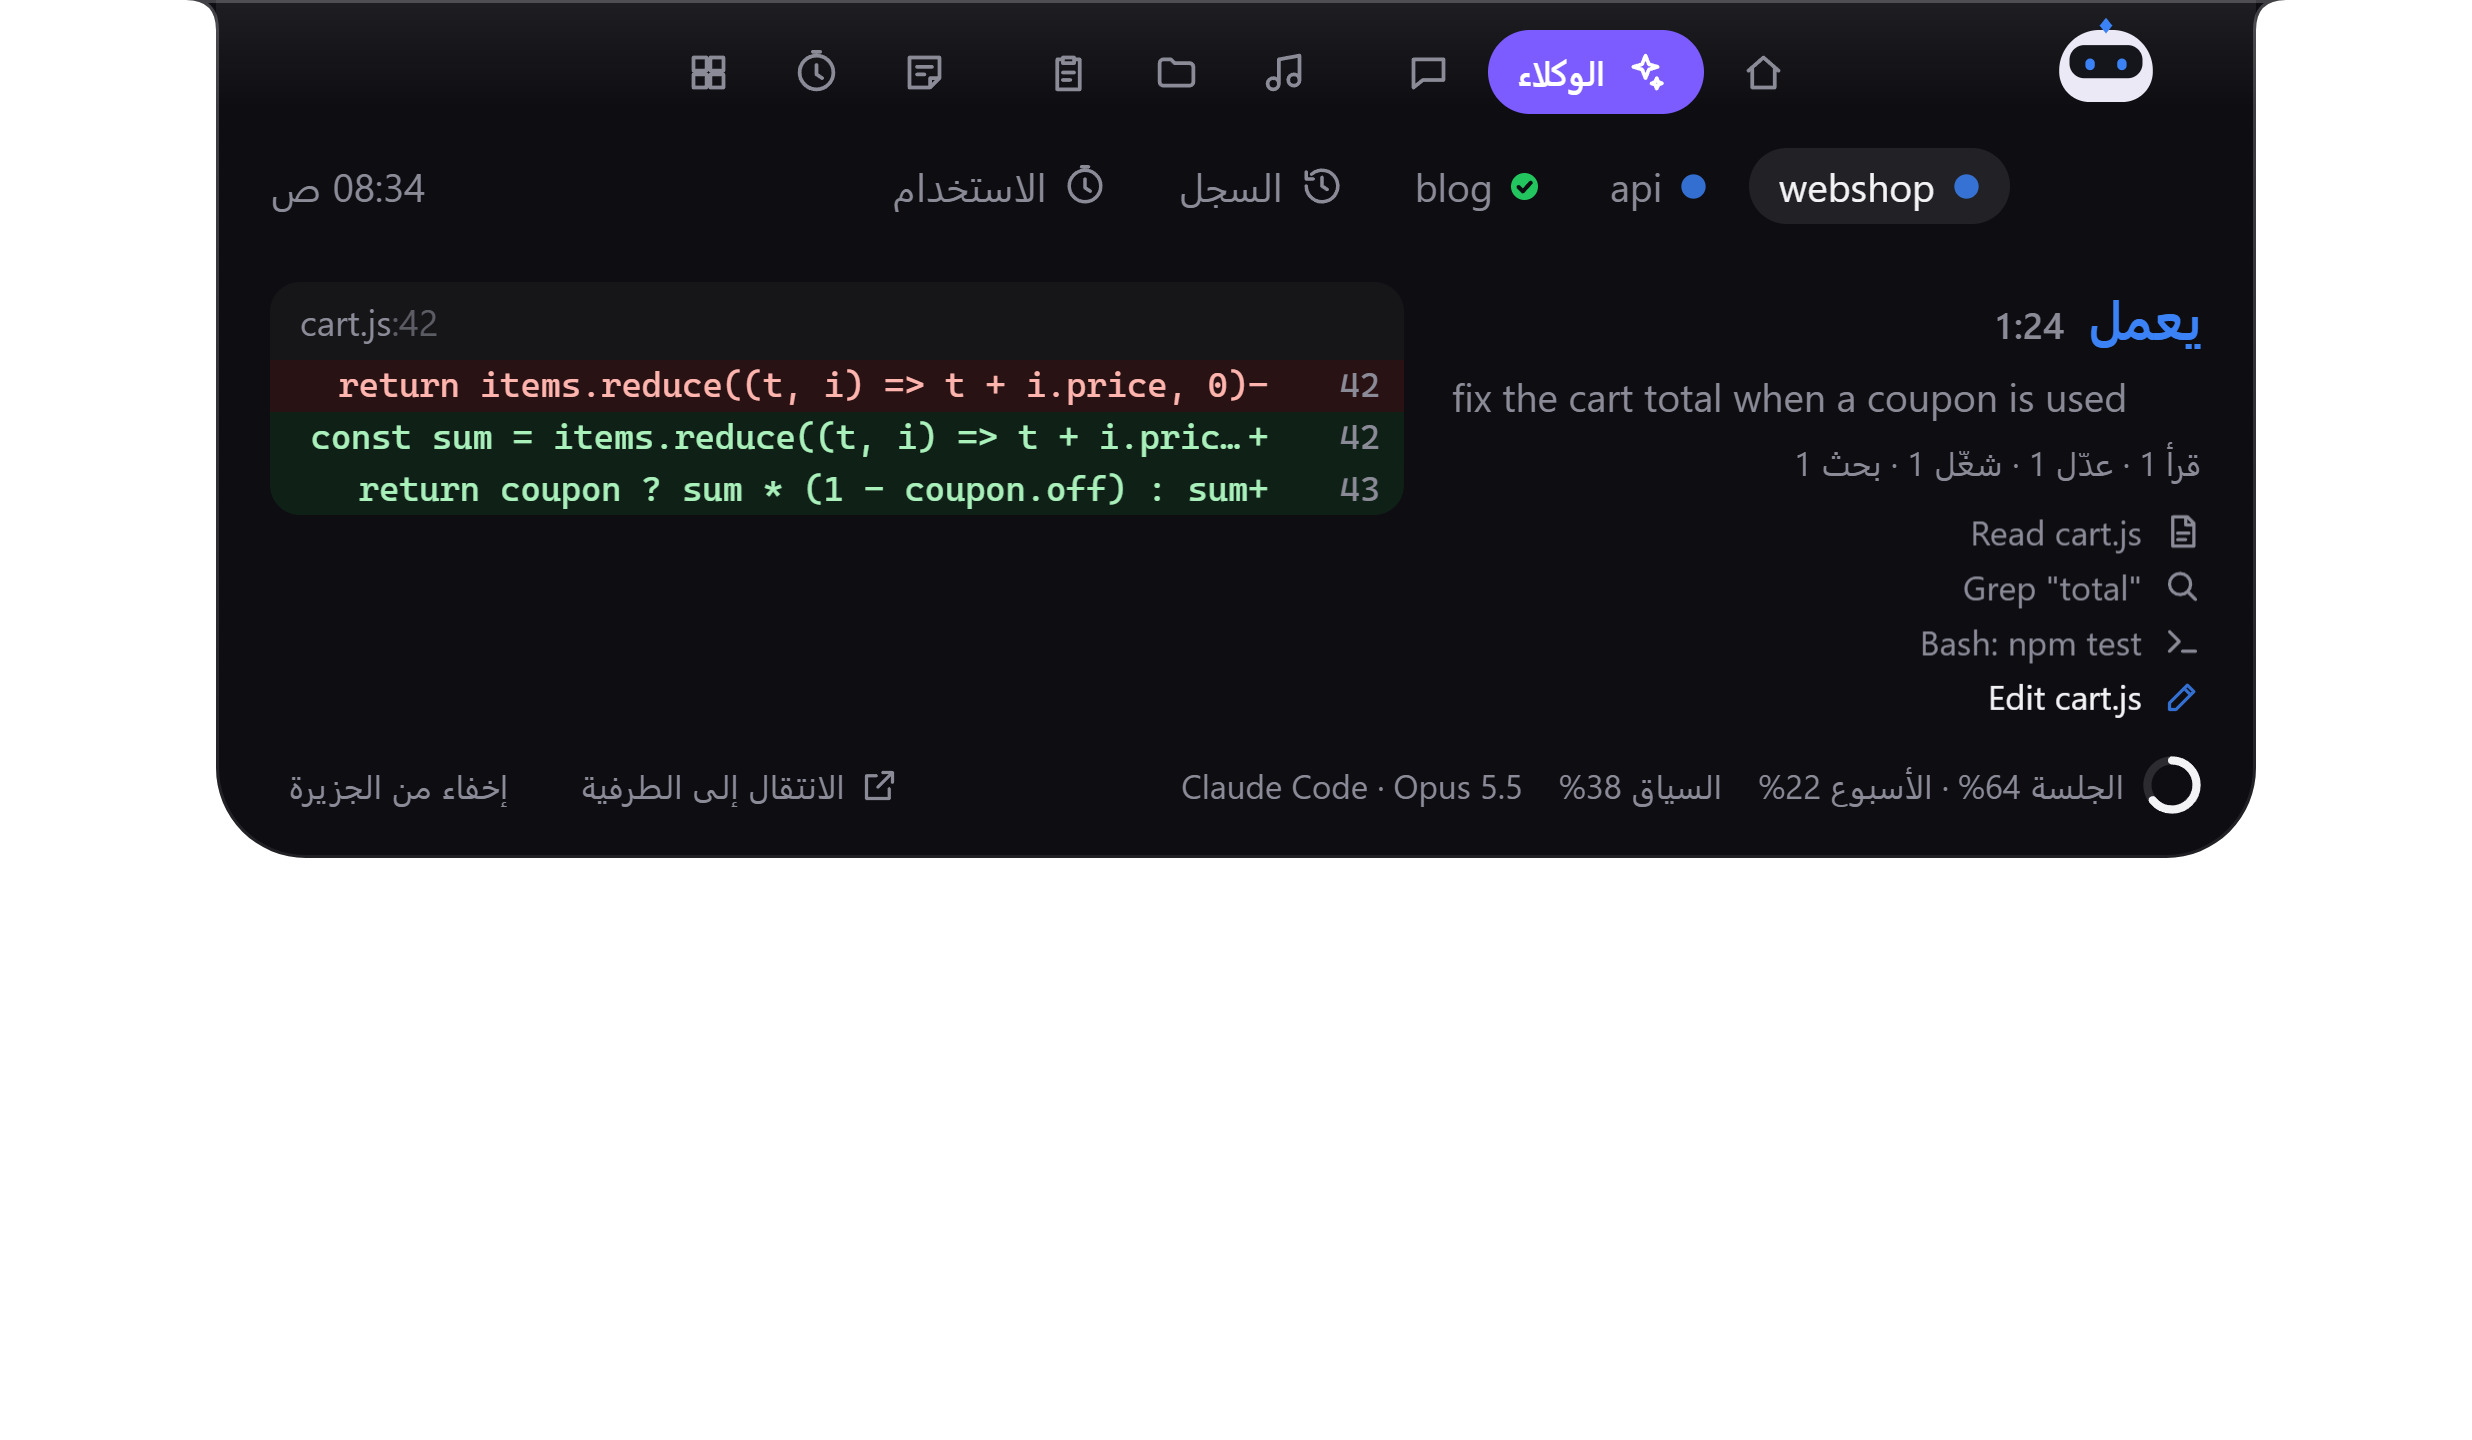 الوكلاء
webshop
api
blog
السجل
الاستخدام
08:34 ص
يعمل 1:24
fix the cart total when a coupon is used
قرأ 1 · عدّل 1 · شغّل 1 · بحث 1
Read cart.js
Grep "total"
Bash: npm test
Edit cart.js
cart.js:42
42 return items.reduce((t, i) => t + i.price, 0)−
42 const sum = items.reduce((t, i) => t + i.pric…+
43 return coupon ? sum * (1 − coupon.off) : sum+
الجلسة 64% · الأسبوع 22%
السياق 38%
Claude Code · Opus 5.5
الانتقال إلى الطرفية
إخفاء من الجزيرة